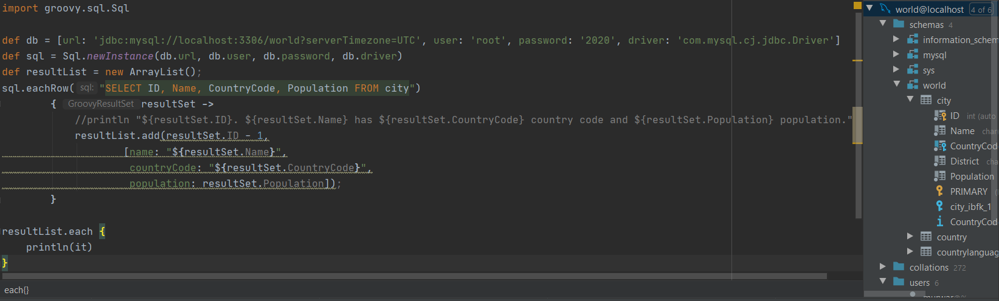 import groovy.sql.Sql
def db = [url: 'jdbc:mysql://localhost:3306/world?serverTimezone=UTC', user: 'root', password: '2020', driver: 'com.mysql.cj.jdbc.Driver']
def sql = Sql.newInstance(db.url, db.user, db.password, db.driver)
def resultList = new ArrayList();
sql.eachRow( sql: "SELECT ID, Name, CountryCode, Population FROM city")
{ GroovyResultSet resultSet ->
//println "${resultSet.ID}. ${resultSet.Name} has ${resultSet.CountryCode} country code and ${resultSet.Population} population."
resultList.add(resultSet.ID - 1,
[name: "${resultSet.Name}",
countryCode: "${resultSet.CountryCode}",
population: resultSet.Population]);
}
resultList.each {
println(it)
}
each{}
world@localhost 4 of 6
schemas 4
information_schem
mysql
sys
world
city
ID int (auto
Name char
CountryCod
District cha
Population
PRIMARY
city_ibfk_1
CountryCod
country
countrylanguag
collations 272
users 6